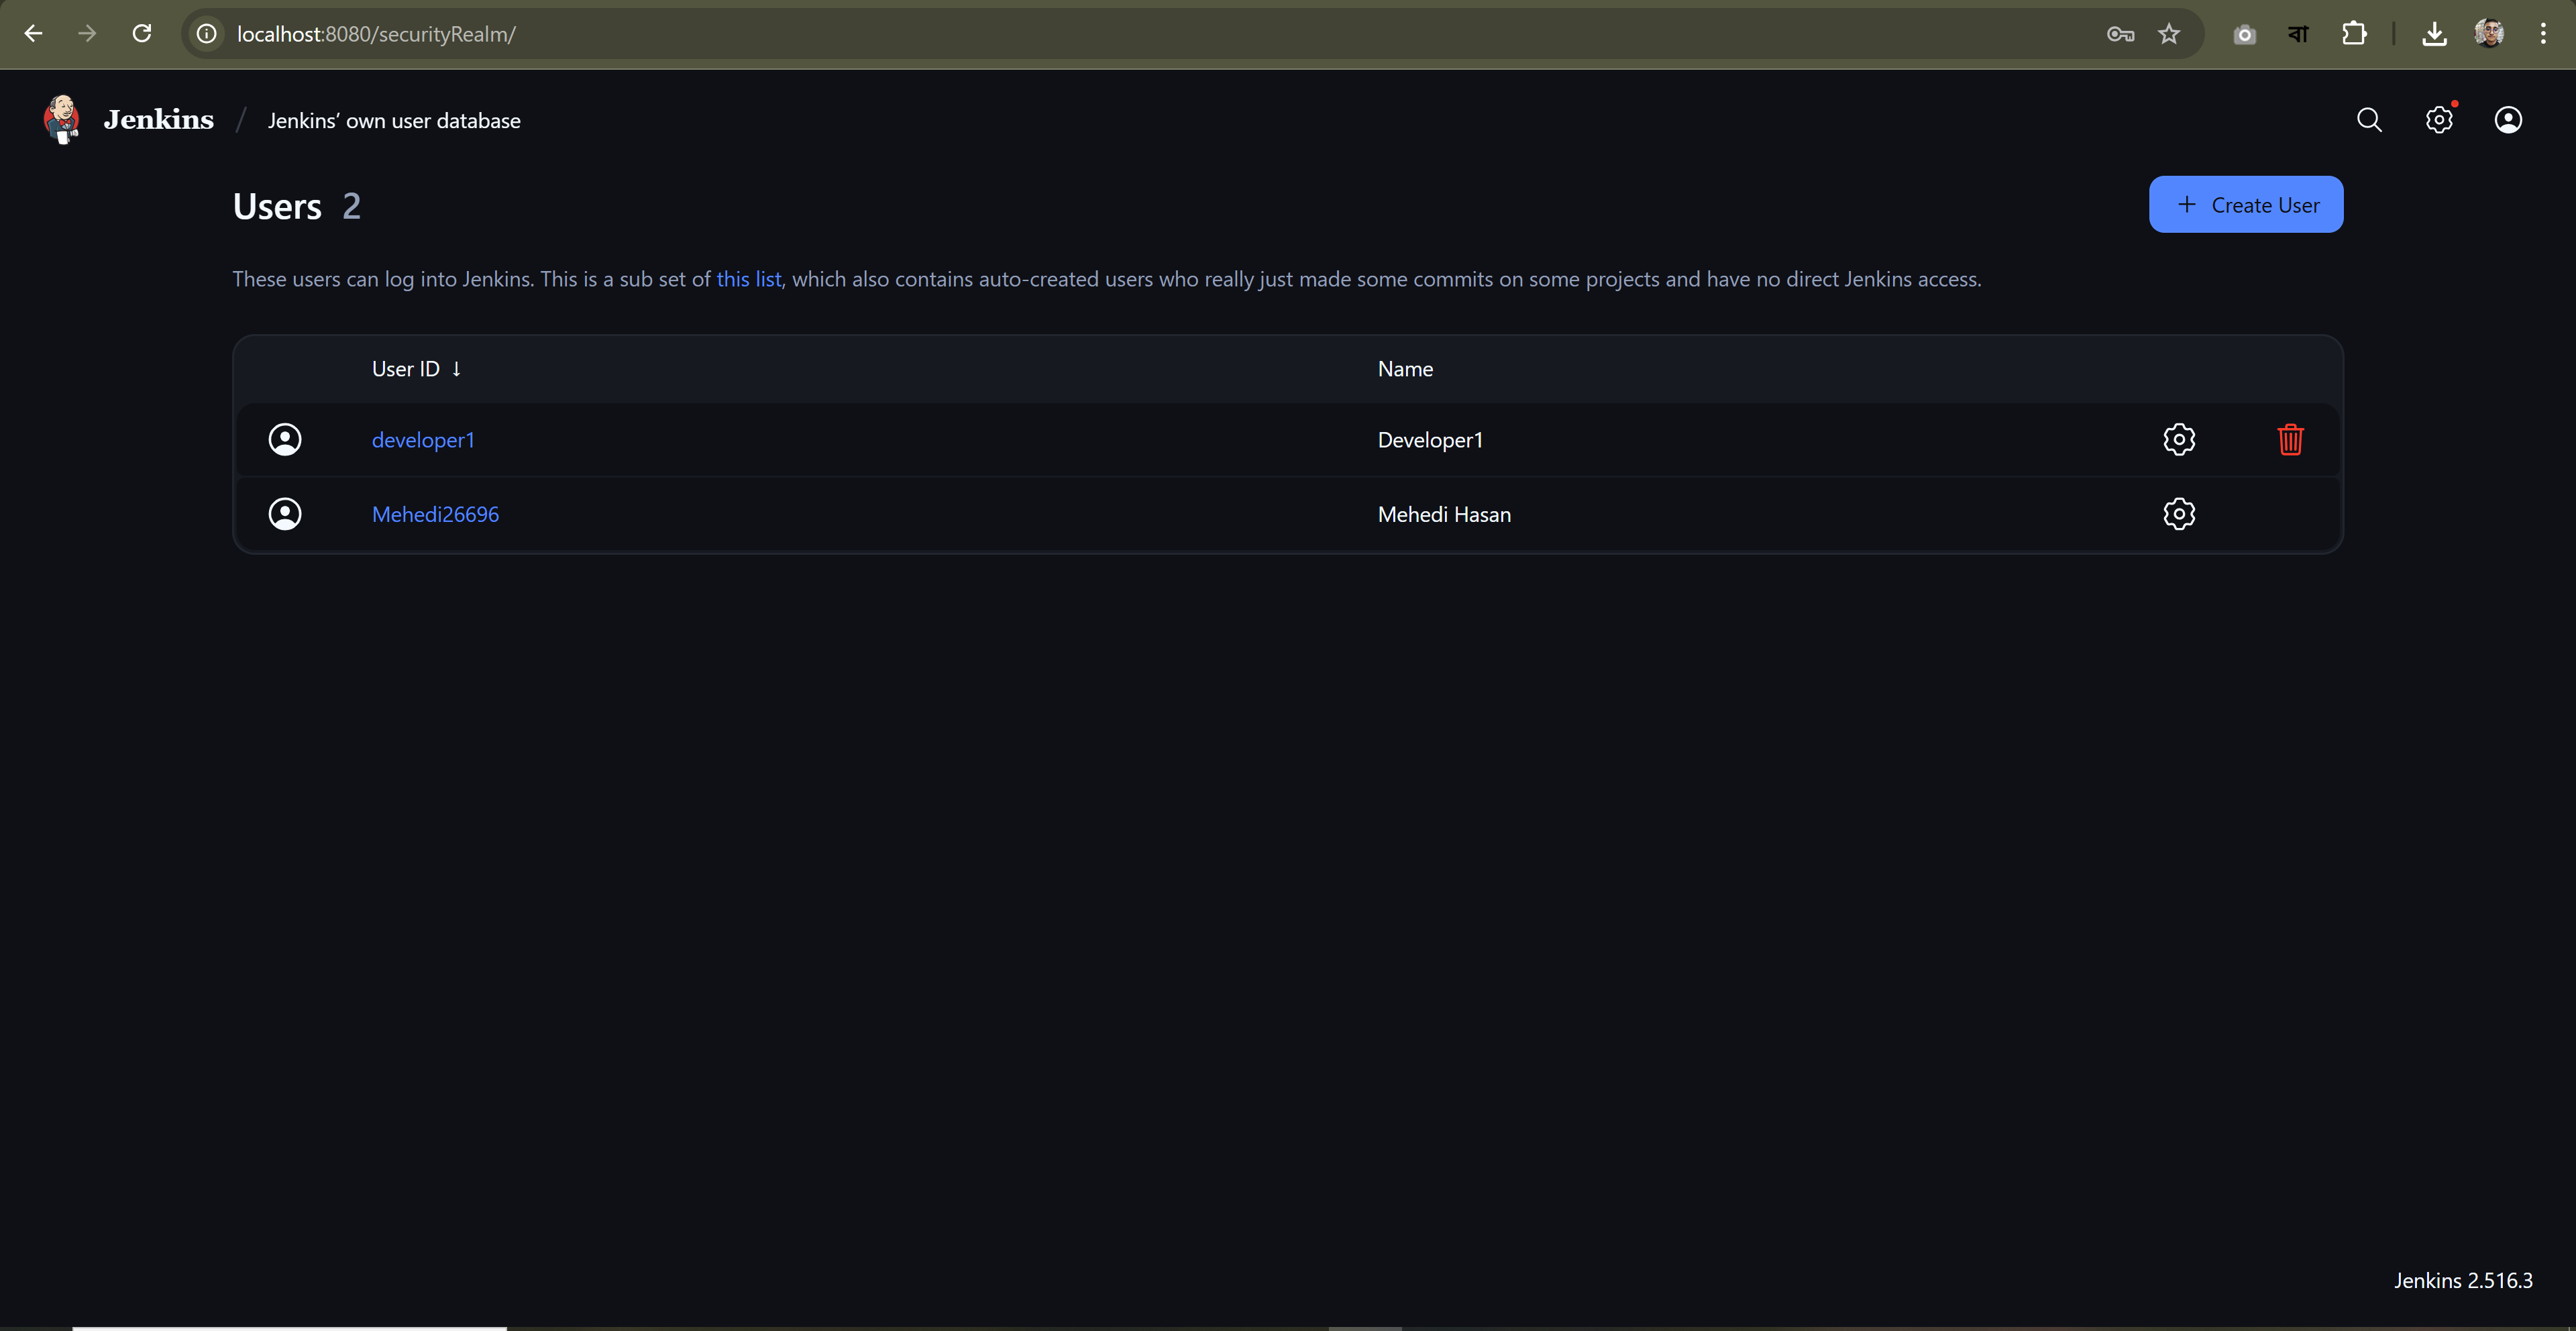 localhost:8080/securityRealm/
বা
Jenkins / Jenkins’ own user database
Users 2
+ Create User
These users can log into Jenkins. This is a sub set of this list, which also contains auto-created users who really just made some commits on some projects and have no direct Jenkins access.
User ID ↓ Name
developer1 Developer1
Mehedi26696 Mehedi Hasan
Jenkins 2.516.3